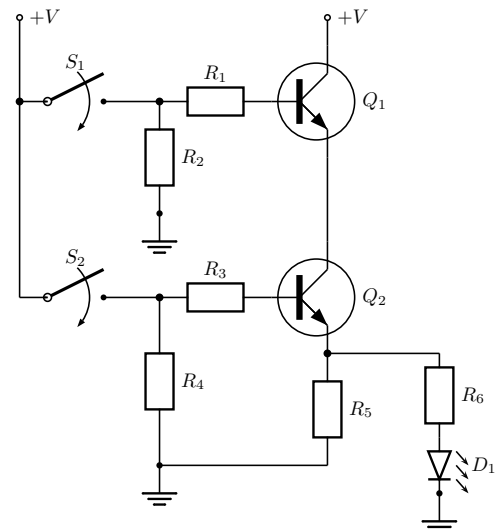 +V
+V
S₁
R₁
Q₁
R₂
S₂
R₃
Q₂
R₄
R₅
R₆
D₁